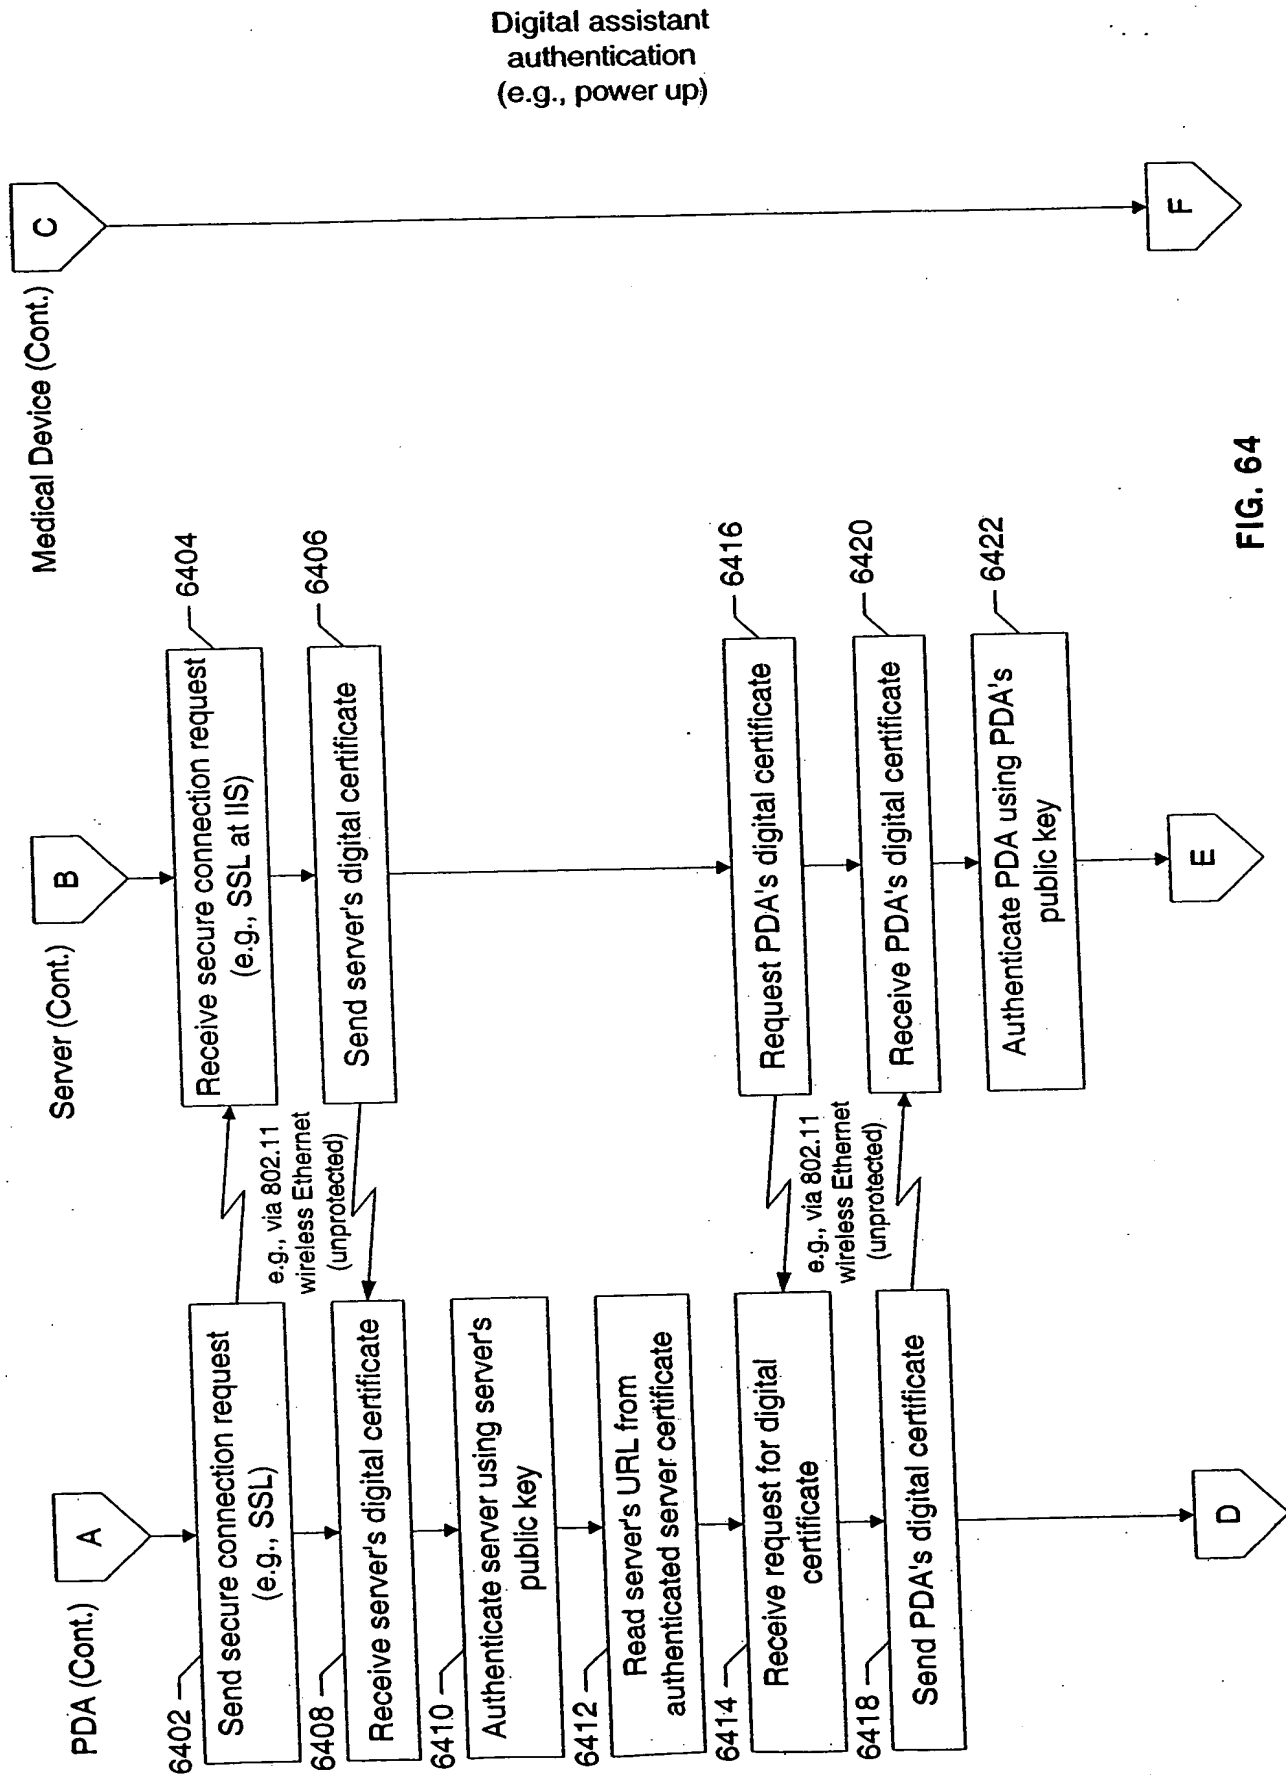 Digital assistant
authentication
(e.g., power up)
PDA (Cont.)
A
6402
Send secure connection request
(e.g., SSL)
6408
Receive server's digital certificate
6410
Authenticate server using server's
public key
6412
Read server's URL from
authenticated server certificate
6414
Receive request for digital
certificate
6418
Send PDA's digital certificate
D
e.g., via 802.11
wireless Ethernet
(unprotected)
e.g., via 802.11
wireless Ethernet
(unprotected)
Server (Cont.)
B
Receive secure connection request
(e.g., SSL at IIS)
6404
Send server's digital certificate
6406
Request PDA's digital certificate
6416
Receive PDA's digital certificate
6420
Authenticate PDA using PDA's
public key
6422
E
Medical Device (Cont.)
C
F
FIG. 64